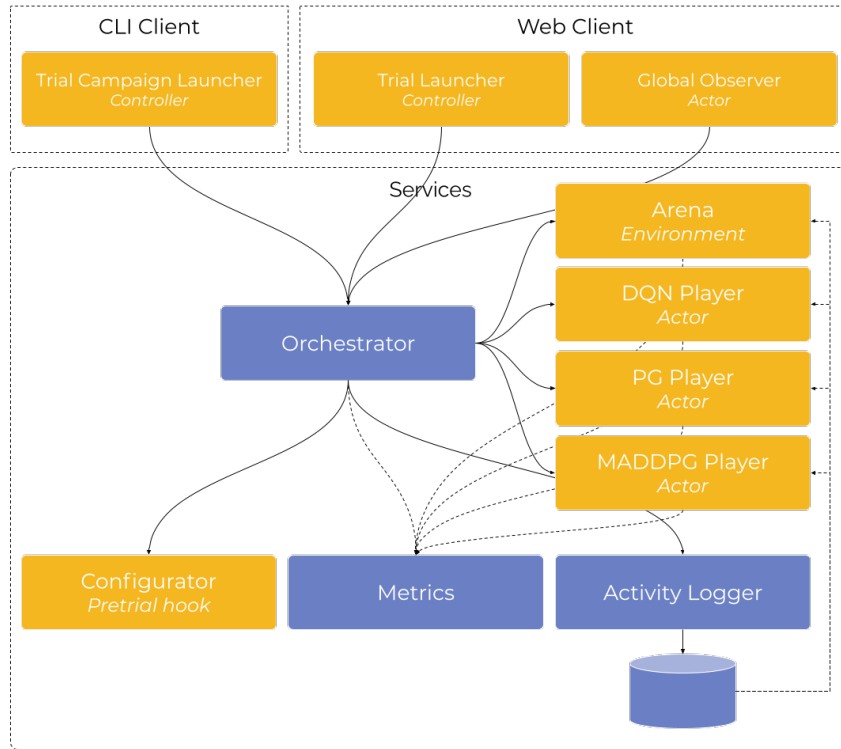 CLI Client
Web Client
Trial Campaign Launcher
Controller
Trial Launcher
Controller
Global Observer
Actor
Services
Arena
Environment
DQN Player
Actor
Orchestrator
PG Player
Actor
MADDPG Player
Actor
Configurator
Pretrial hook
Metrics
Activity Logger